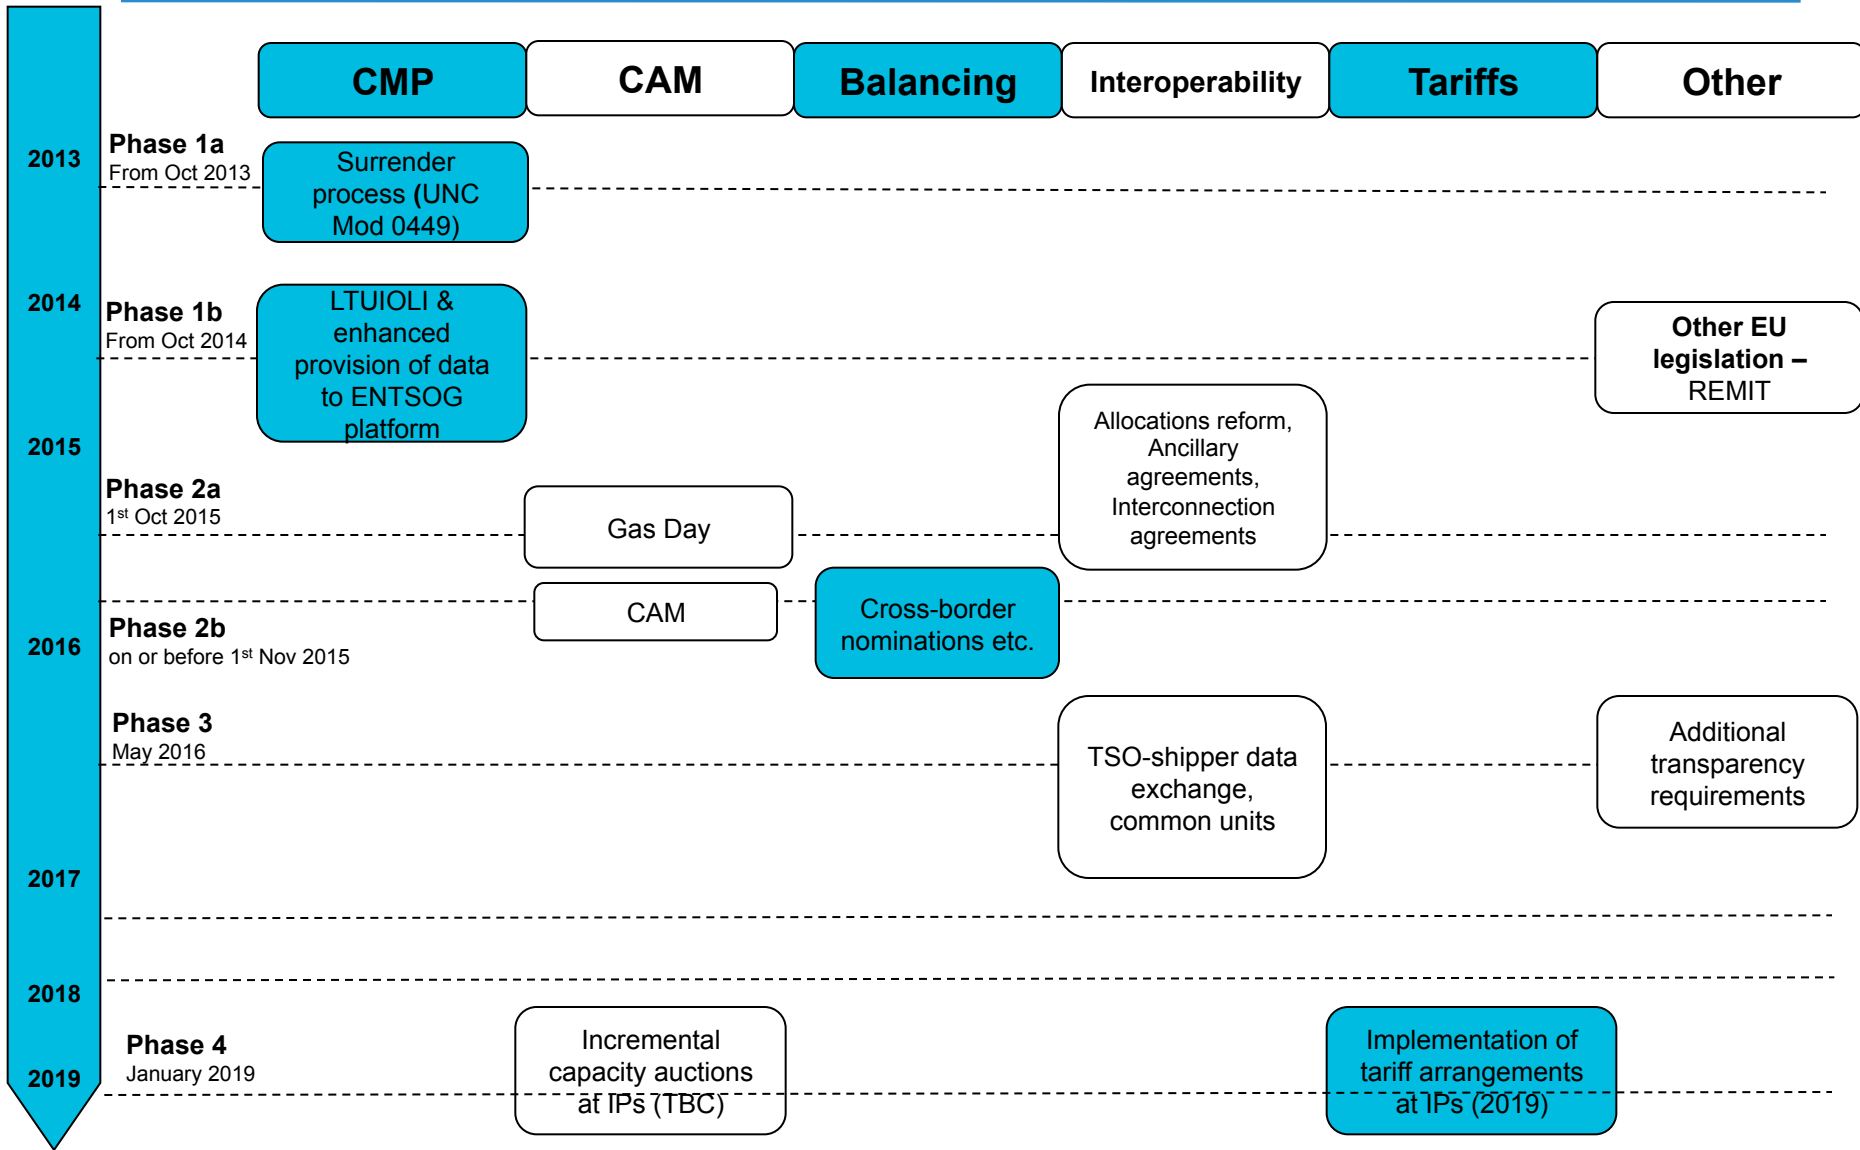 CMP
CAM
Balancing
Interoperability
Tariffs
Other
2013
Phase 1a
From Oct 2013
Surrender
process (UNC
Mod 0449)
2014
Phase 1b
From Oct 2014
LTUIOLI &
enhanced
provision of data
to ENTSOG
platform
Other EU
legislation –
REMIT
2015
Allocations reform,
Ancillary
agreements,
Interconnection
agreements
Phase 2a
1st Oct 2015
Gas Day
2016
Phase 2b
on or before 1st Nov 2015
CAM
Cross-border
nominations etc.
Phase 3
May 2016
TSO-shipper data
exchange,
common units
Additional
transparency
requirements
2017
2018
2019
Phase 4
January 2019
Incremental
capacity auctions
at IPs (TBC)
Implementation of
tariff arrangements
at IPs (2019)